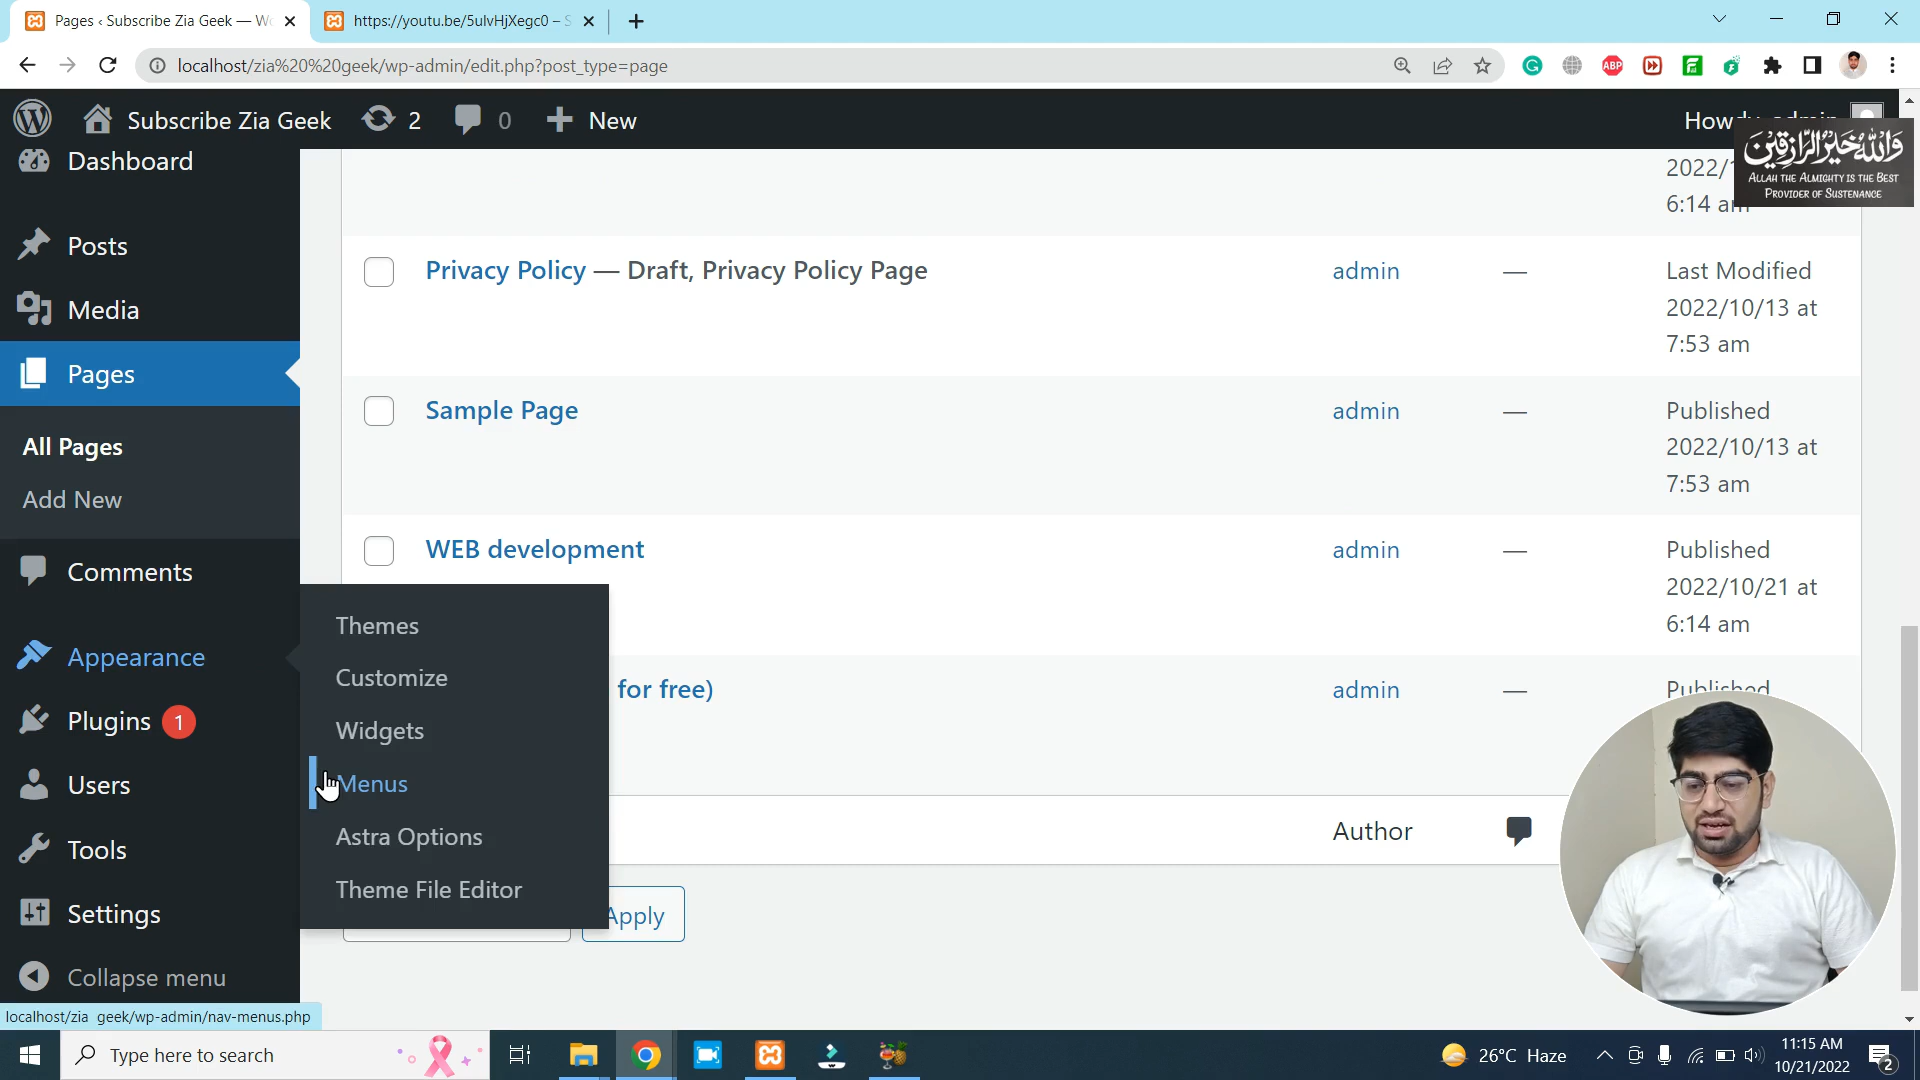 Pages ‹ Subscribe Zia Geek — W
https://youtu.be/5ulvHjXegc0 – S
localhost/zia%20%20geek/wp-admin/edit.php?post_type=page
ABP
Subscribe Zia Geek
2
0
New
Howdy, admin
وَاللّٰهُ خَيْرُ الرَّازِقِيْنَ
Allah the Almighty is the Best
Provider of Sustenance
Dashboard
Posts
Media
Pages
All Pages
Add New
Comments
Appearance
Plugins 1
Users
Tools
Settings
Collapse menu
Themes
Customize
Widgets
Menus
Astra Options
Theme File Editor
2022/1
6:14 am
Privacy Policy — Draft, Privacy Policy Page
admin
—
Last Modified
2022/10/13 at
7:53 am
Sample Page
admin
—
Published
2022/10/13 at
7:53 am
WEB development
admin
—
Published
2022/10/21 at
6:14 am
for free)
admin
—
Published
Author
Apply
localhost/zia geek/wp-admin/nav-menus.php
Type here to search
26°C Haze
11:15 AM
10/21/2022
2